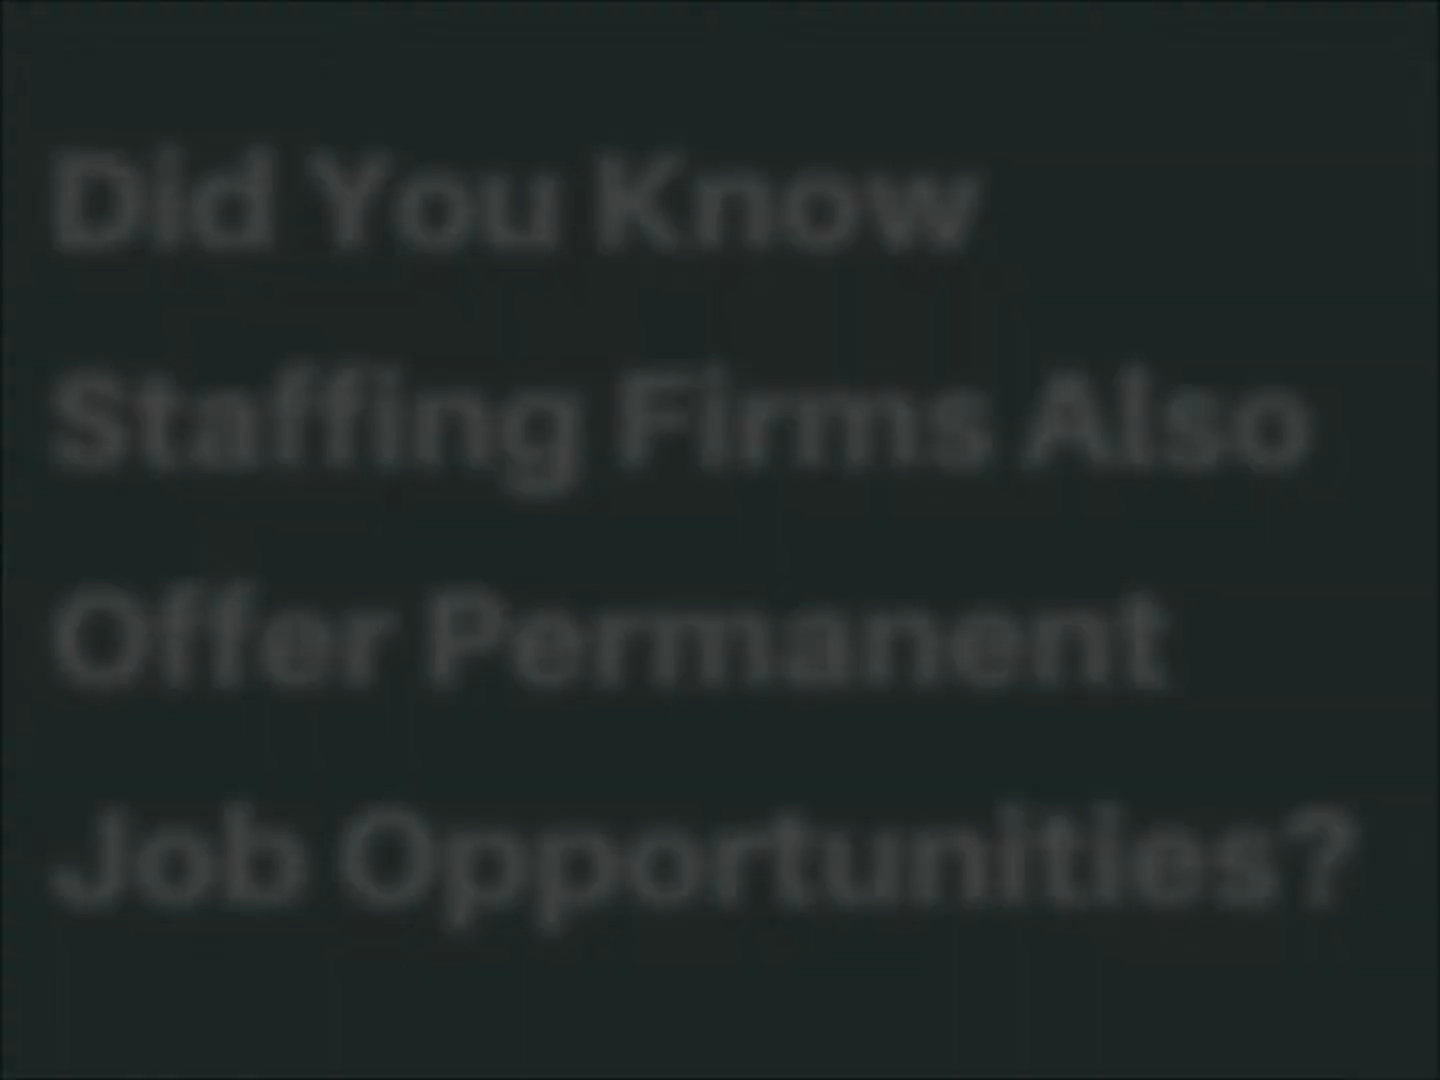 Did You Know
Staffing Firms Also
Offer Permanent
Job Opportunities?